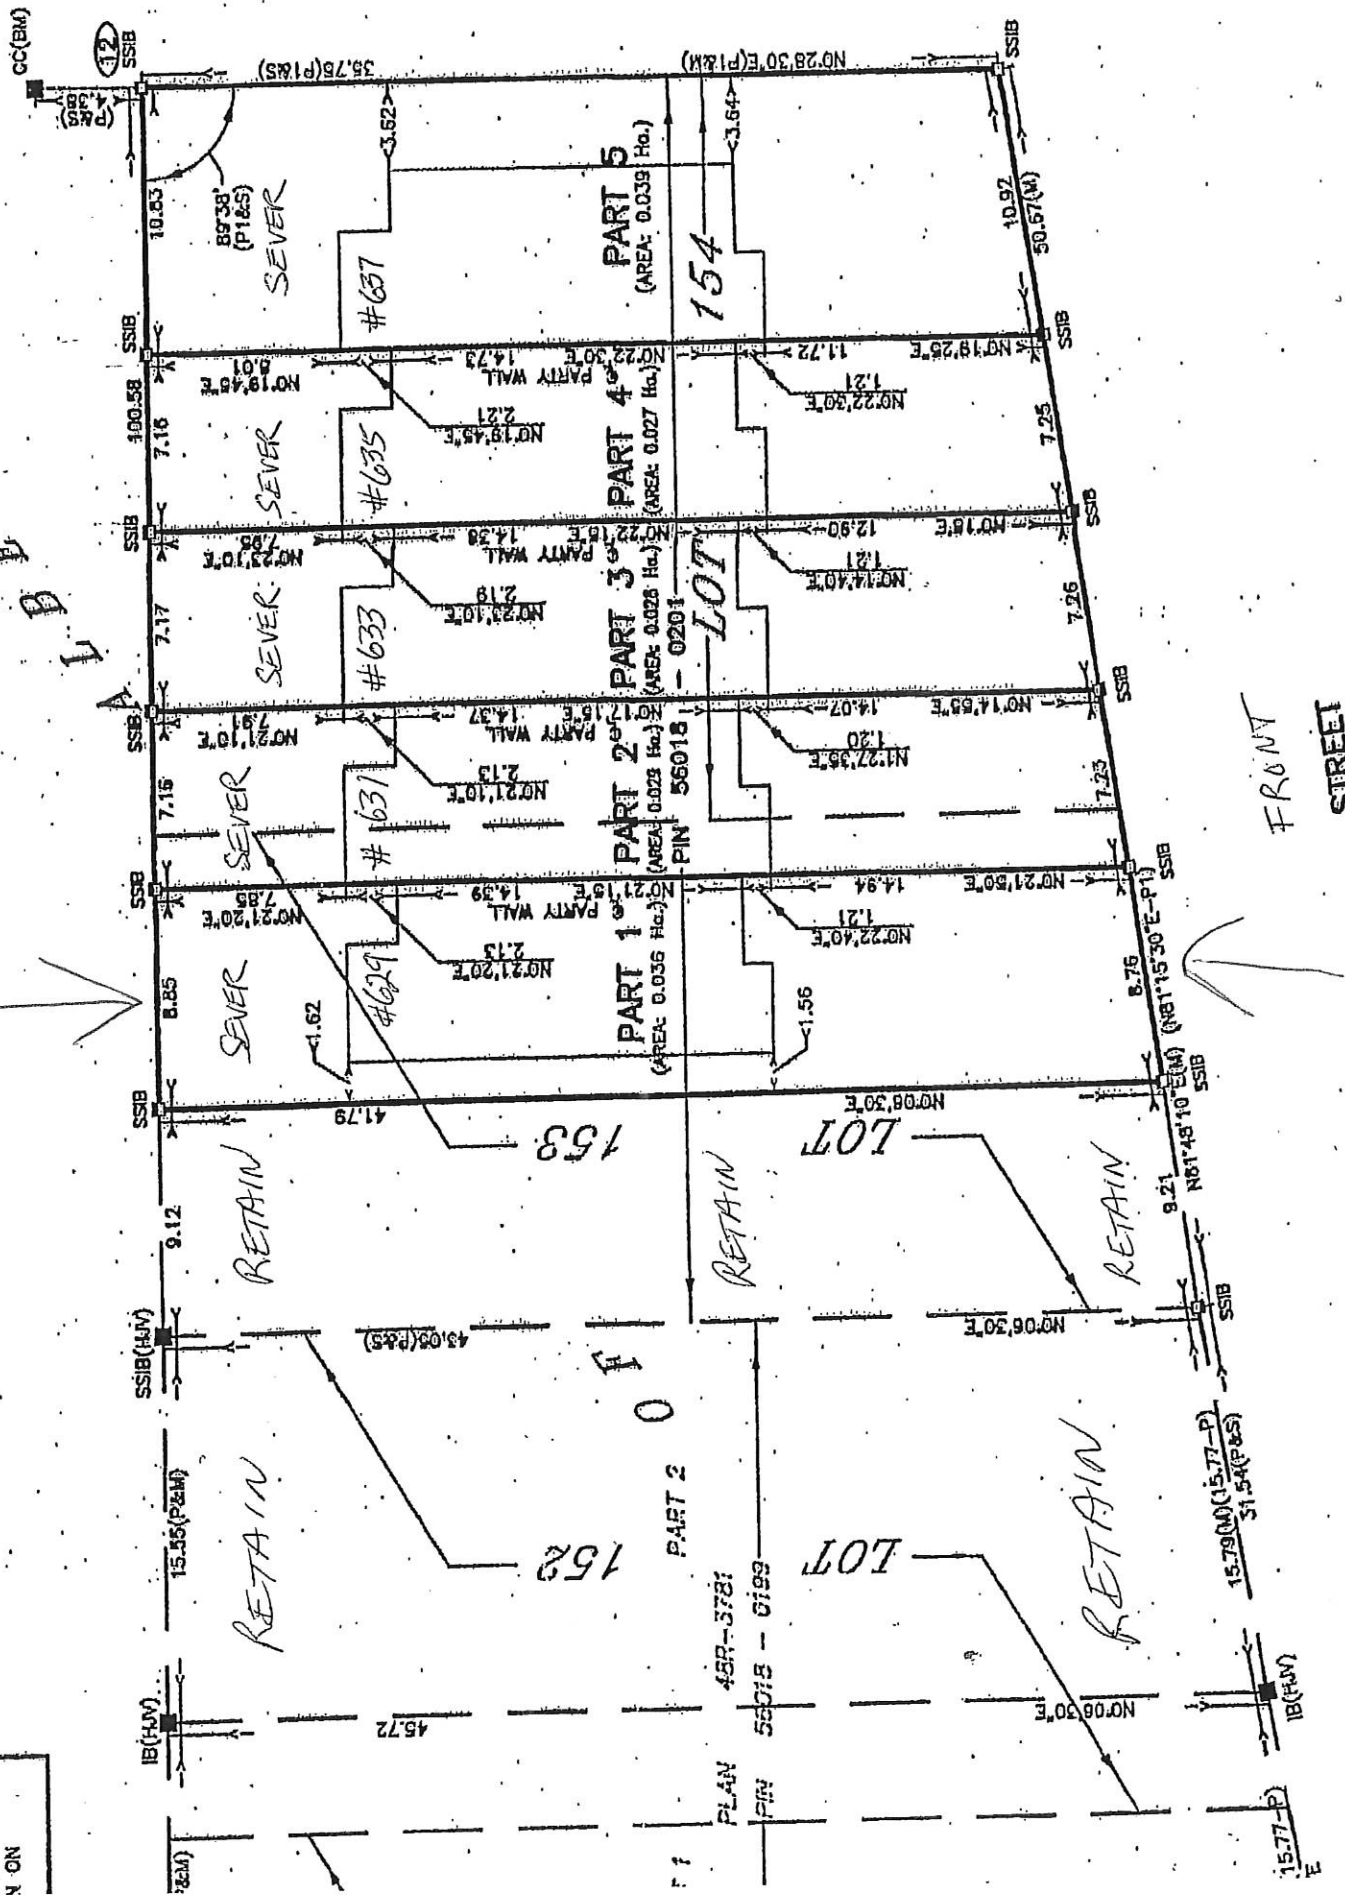 CC(BM)
(P&S)
4.38
12
SSIB
35.78(P1&S)
N0°28'30"E(P1&M)
SSIB
10.83
89°38'
(P1&S)
SEVER
3.62
PART 5
(AREA: 0.039 Ha.)
3.64
154
10.92
50.67(M)
SSIB
100.58
N0°19'45"E
8.01
#637
14.73
N0°22'30"E
PARTY WALL
11.72
N0°19'25"E
SSIB
7.16
SEVER
N0°19'45"E
2.21
#635
PART 4
(AREA: 0.027 Ha.)
N0°22'30"E
1.21
7.25
SSIB
N0°23'10"E
7.95
14.38
N0°22'15"E
PARTY WALL
12.90
N0°18'E
SSIB
B
L
A
7.17
SEVER
N0°23'10"E
2.19
#633
PART 3
(AREA: 0.028 Ha.)
LOT
N0°14'40"E
1.21
7.26
SSIB
N0°21'10"E
7.91
14.37
N0°17'15"E
PARTY WALL
PIN 56018 - 0201
14.07
N0°14'55"E
SSIB
7.16
SEVER
N0°21'10"E
2.13
# 631
PART 2
(AREA: 0.029 Ha.)
N1°27'35"E
1.20
7.23
FRONT
STREET
SSIB
N0°21'20"E
7.85
14.39
N0°21'15"E
PARTY WALL
14.94
N0°21'50"E
SSIB
8.85
SEVER
1.62
N0°21'20"E
2.13
#629
PART 1
(AREA: 0.036 Ha.)
N0°22'40"E
1.21
1.56
8.76
(N81°15'30"E-P1)
SSIB
41.79
N0°08'30"E
SSIB
N81°48'10"E(M)
9.12
RETAIN
153
RETAIN
LOT
RETAIN
9.21
SSIB(HJV)
43.05(P&S)
N0°06'30"E
SSIB
15.55(P&M)
RETAIN
152
O
T
PART 2
PLAN 48R-3781
PIN 56018 - 0199
LOT
RETAIN
15.79(M)(15.77-P)
31.54(P&S)
IB(HJV)
45.72
N0°06'30"E
IB(HJV)
15.77-P)
E
P&M)
N ON